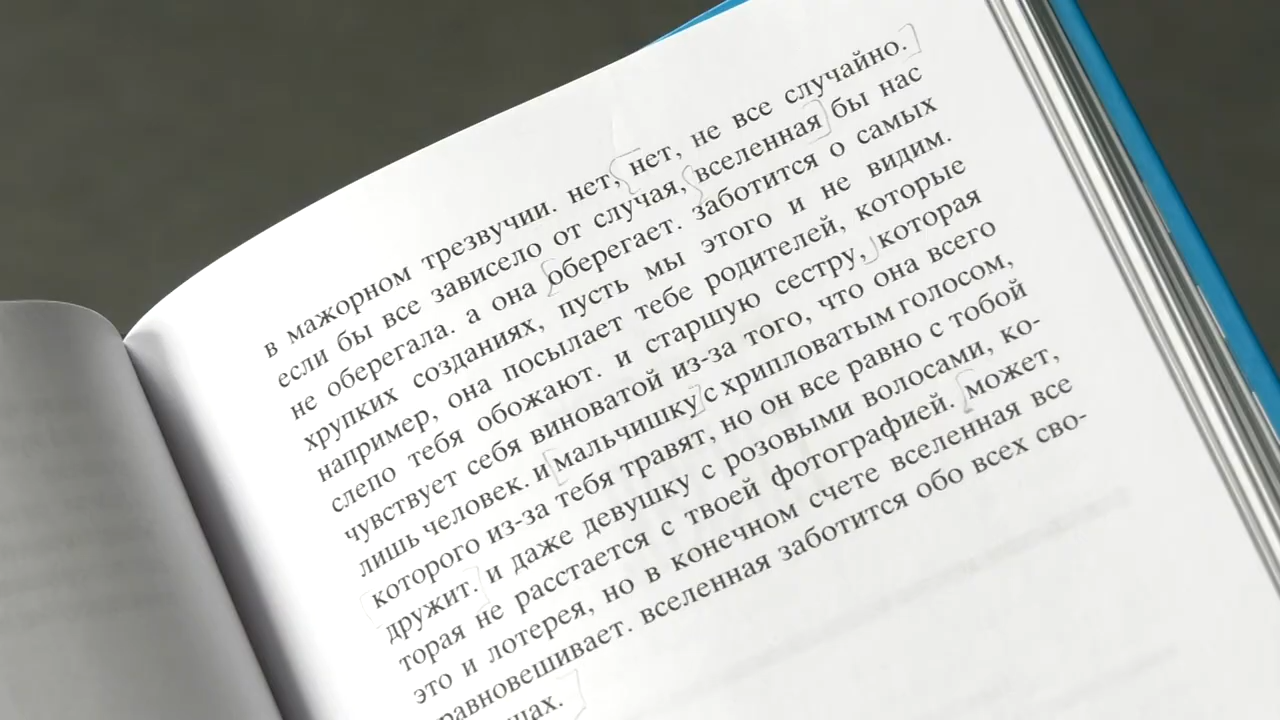 в мажорном трезвучии. нет, нет, не все случайно.
если бы все зависело от случая, вселенная бы нас
не оберегала. а она оберегает. заботится о самых
хрупких созданиях, пусть мы этого и не видим.
например, она посылает тебе родителей, которые
слепо тебя обожают. и старшую сестру, которая
чувствует себя виноватой из-за того, что она всего
лишь человек. и мальчишку с хрипловатым голосом,
которого из-за тебя травят, но он все равно с тобой
дружит. и даже девушку с розовыми волосами, ко-
торая не расстается с твоей фотографией. может,
это и лотерея, но в конечном счете вселенная все
равновешивает. вселенная заботится обо всех сво-